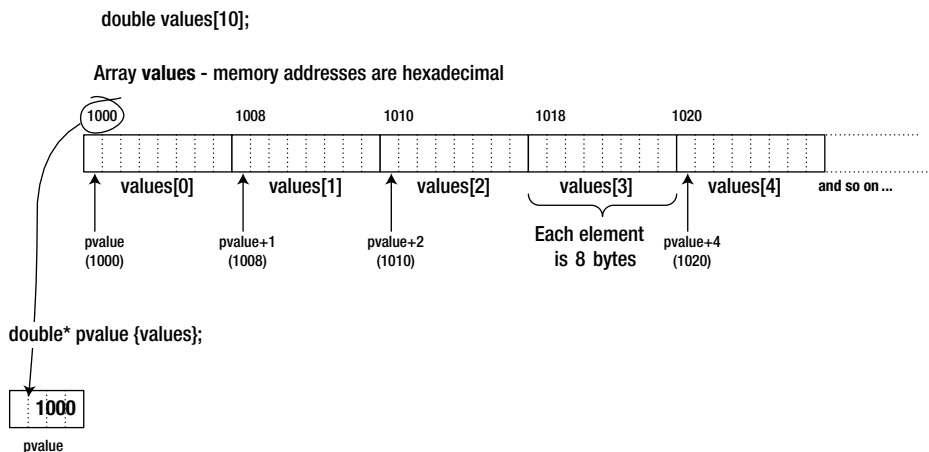 double values[10];
Array values - memory addresses are hexadecimal
1000 1008 1010 1018 1020
values[0] values[1] values[2] values[3] values[4] and so on ...
pvalue pvalue+1 pvalue+2 Each element pvalue+4
(1000) (1008) (1010) is 8 bytes (1020)
double* pvalue {values};
1000
pvalue